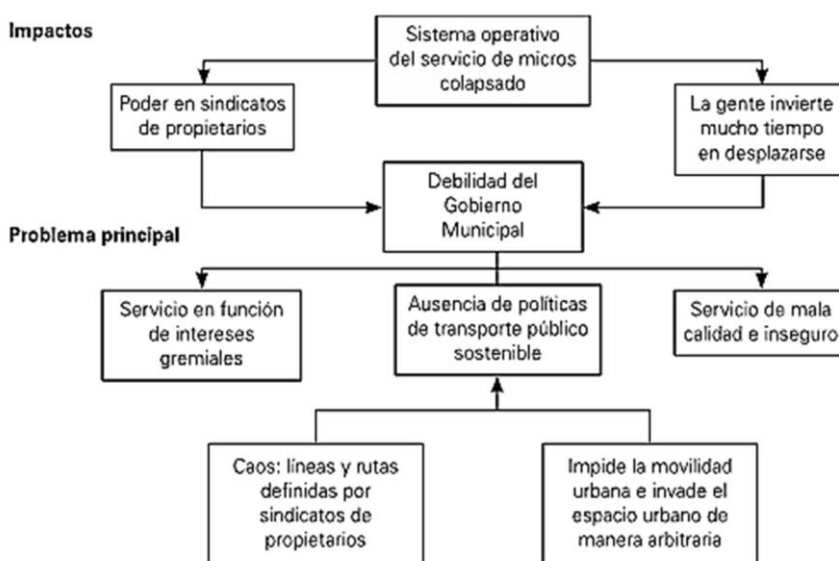 Impactos
Sistema operativo
del servicio de micros
colapsado
Poder en sindicatos
de propietarios
La gente invierte
mucho tiempo
en desplazarse
Debilidad del
Gobierno
Municipal
Problema principal
Servicio en función
de intereses
gremiales
Ausencia de políticas
de transporte público
sostenible
Servicio de mala
calidad e inseguro
Caos: líneas y rutas
definidas por
sindicatos de
propietarios
Impide la movilidad
urbana e invade el
espacio urbano de
manera arbitraria